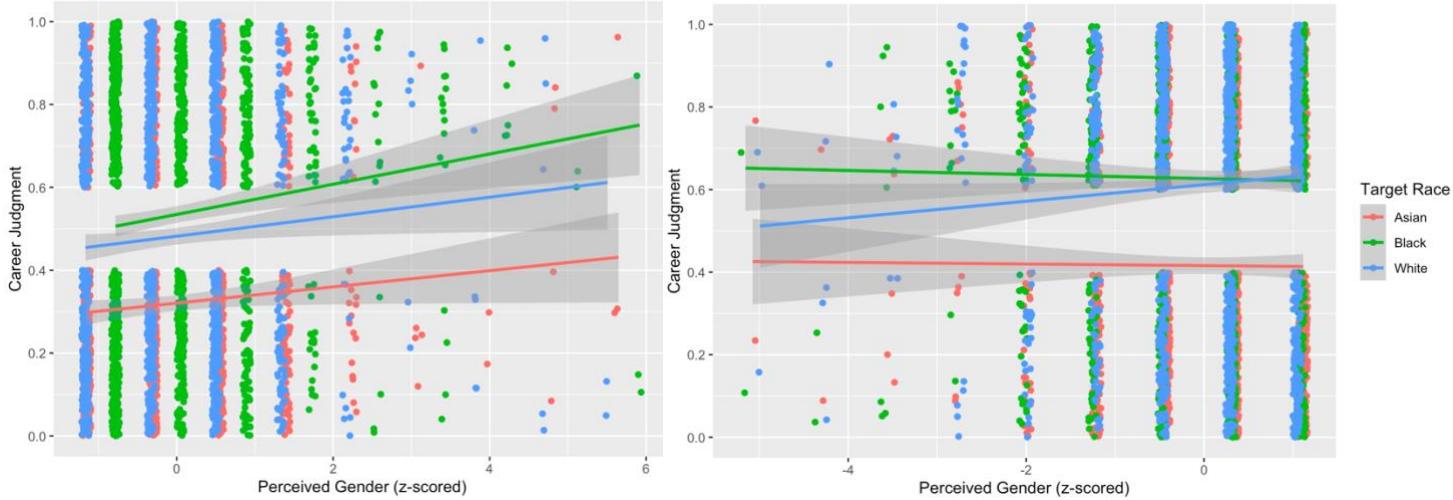 1.0
0.8
0.6
0.4
0.2
0.0
Career Judgment
0
2
4
6
Perceived Gender (z-scored)
1.0
0.8
0.6
0.4
0.2
0.0
Career Judgment
-4
-2
0
Perceived Gender (z-scored)
Target Race
Asian
Black
White